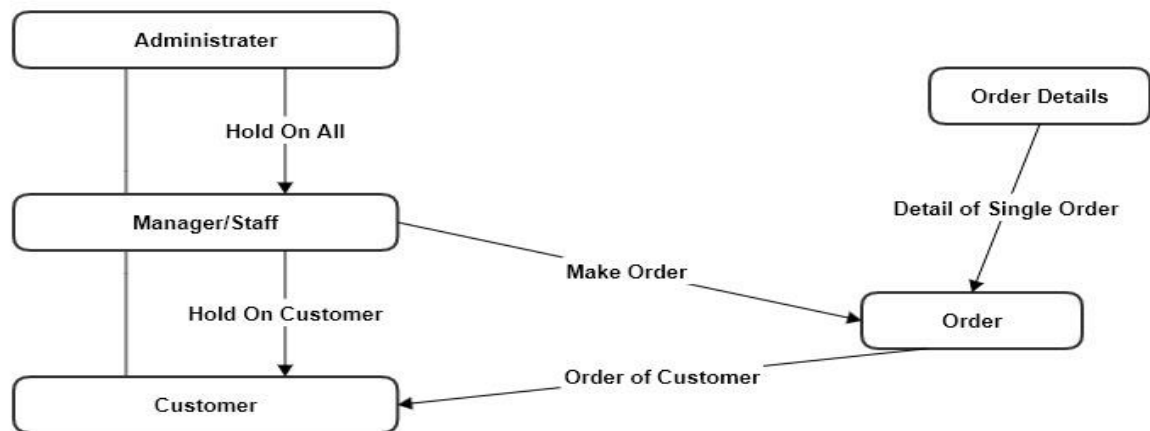 Administrater
Order Details
Hold On All
Detail of Single Order
Manager/Staff
Make Order
Hold On Customer
Order
Order of Customer
Customer